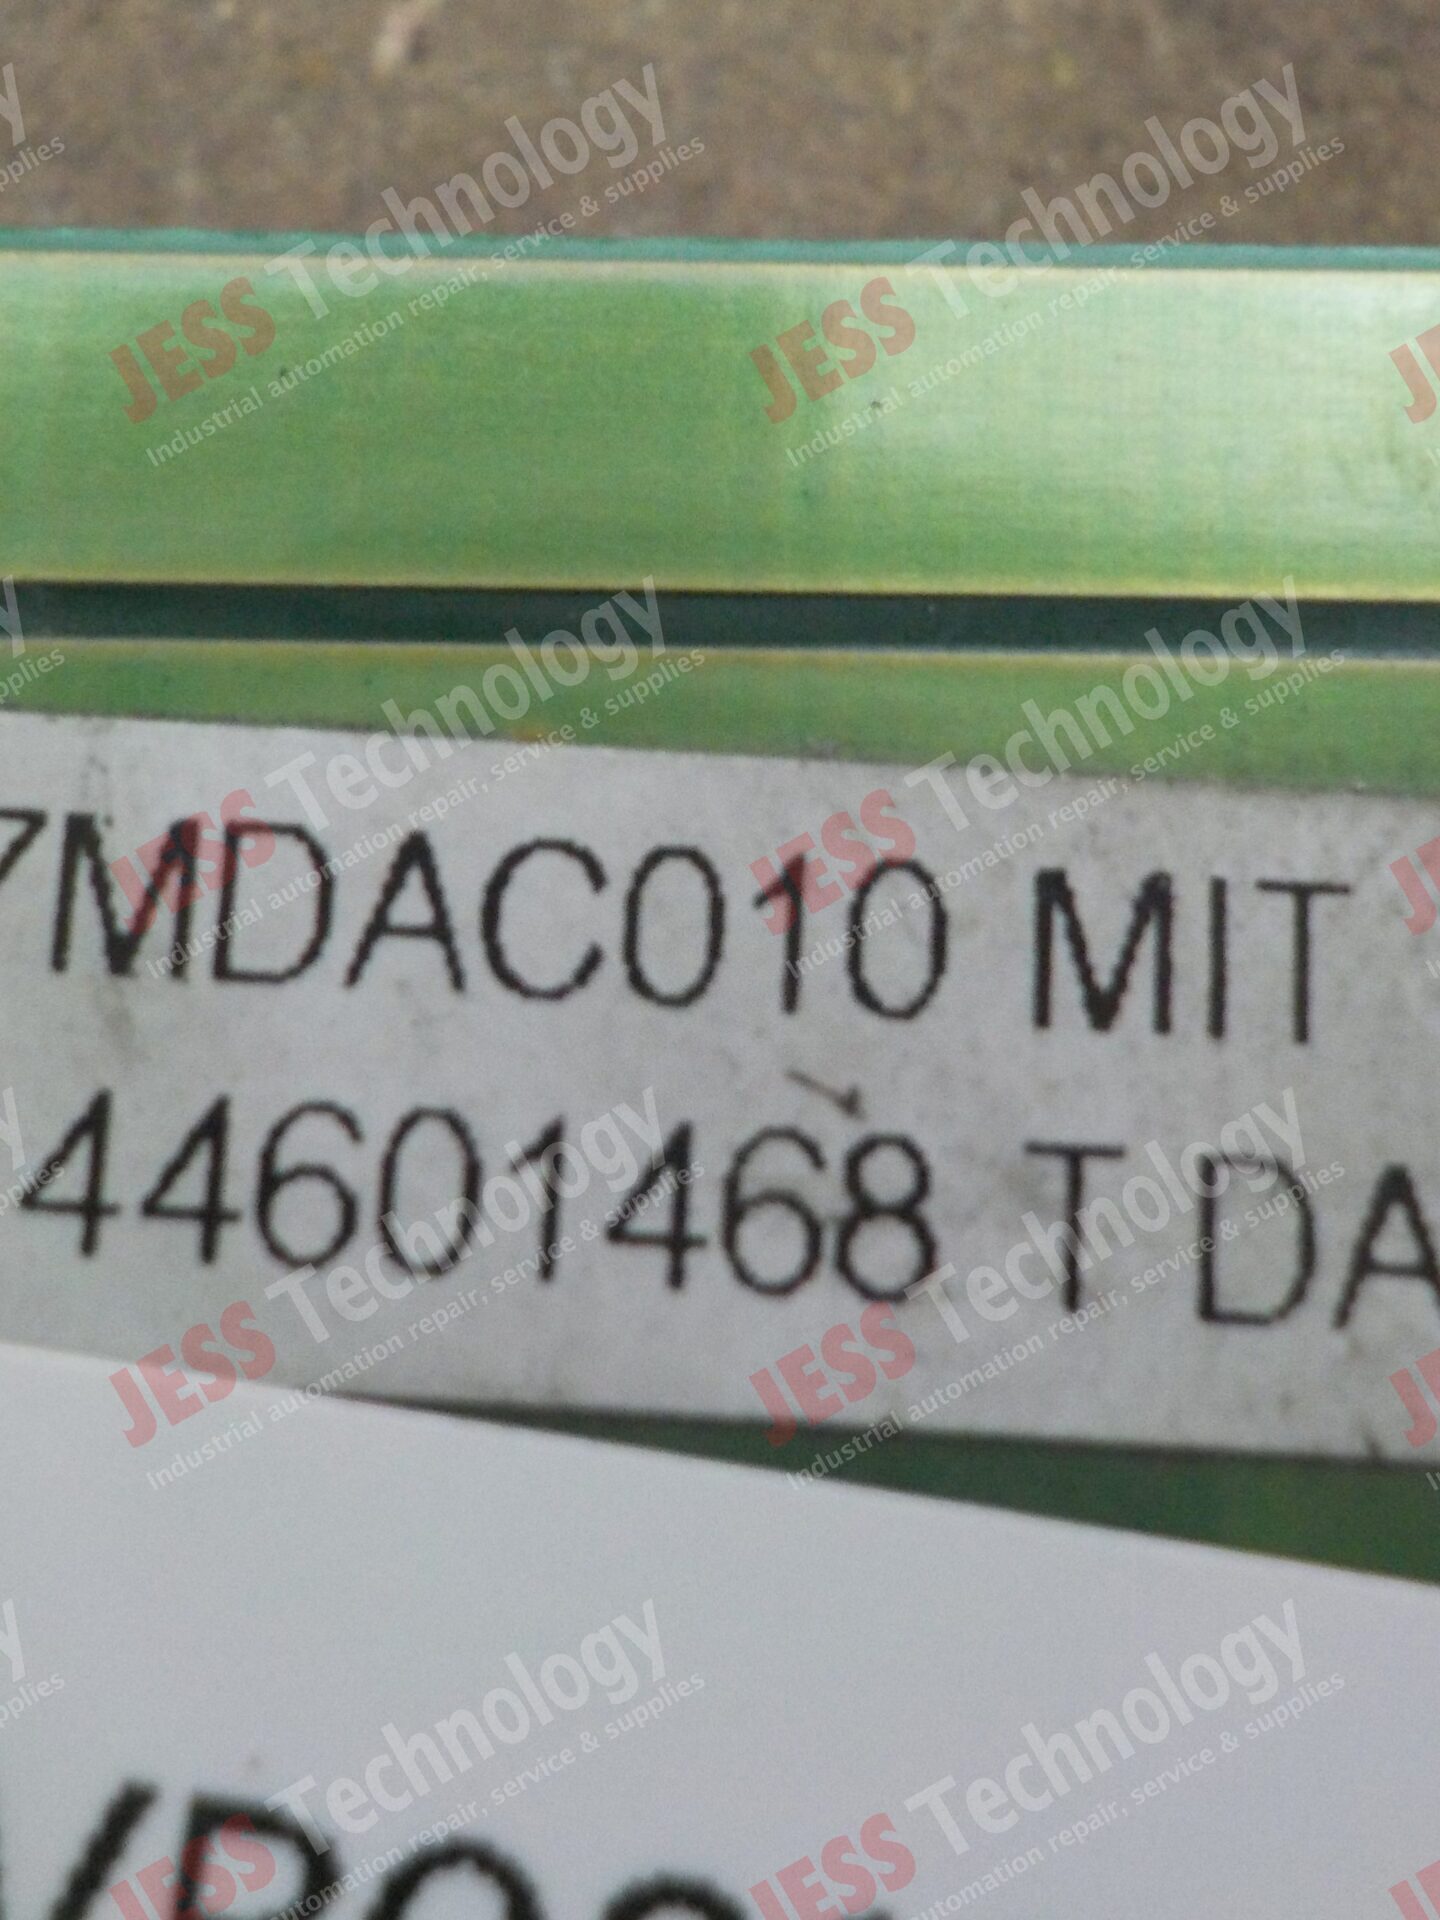 7MDAC010 MIT
44601468 T DA
JESS Technology
Industrial automation repair, service & supplies